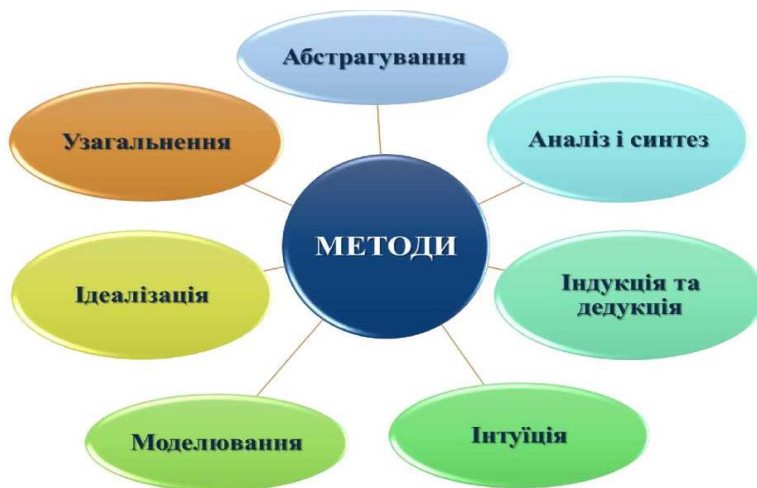 Абстрагування
Узагальнення
Аналіз і синтез
МЕТОДИ
Ідеалізація
Індукція та
дедукція
Моделювання
Інтуїція